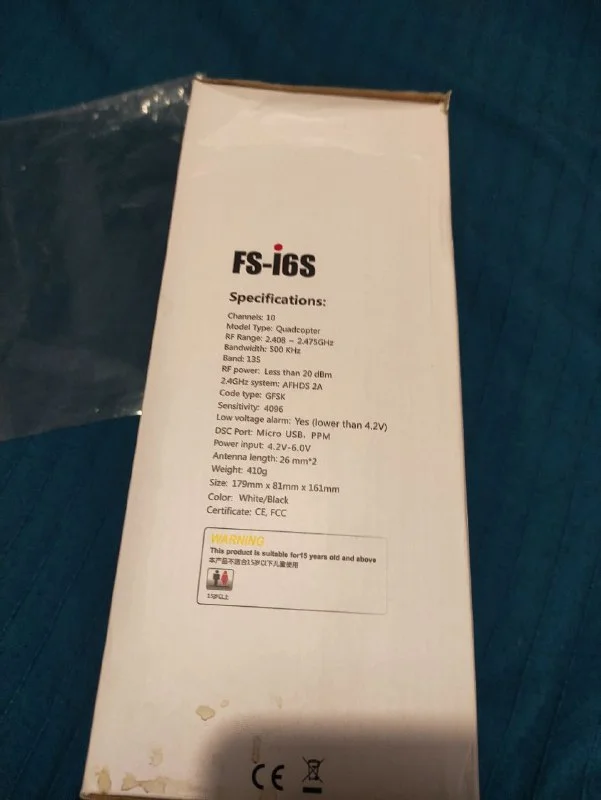 FS-i6S
Specifications:
Channels: 10
Model Type: Quadcopter
RF Range: 2.408 ~ 2.475GHz
Bandwidth: 500 KHz
Band: 135
RF power: Less than 20 dBm
2.4GHz system: AFHDS 2A
Code type: GFSK
Sensitivity: 4096
Low voltage alarm: Yes (lower than 4.2V)
DSC Port: Micro USB, PPM
Power input: 4.2V-6.0V
Antenna length: 26 mm*2
Weight: 410g
Size: 179mm x 81mm x 161mm
Color: White/Black
Certificate: CE, FCC
WARNING
This product is suitable for15 years old and above
本产品不适合15岁以下儿童使用
15岁以上
CE